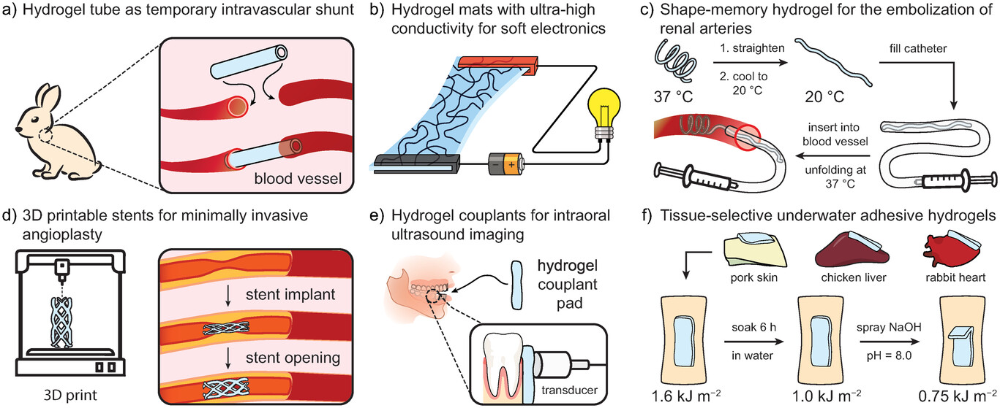 a) Hydrogel tube as temporary intravascular shunt
blood vessel
b) Hydrogel mats with ultra-high
conductivity for soft electronics
− +
c) Shape-memory hydrogel for the embolization of
renal arteries
37 °C
1. straighten
2. cool to
20 °C
20 °C
fill catheter
insert into
blood vessel
unfolding at
37 °C
d) 3D printable stents for minimally invasive
angioplasty
3D print
stent implant
stent opening
e) Hydrogel couplants for intraoral
ultrasound imaging
hydrogel
couplant
pad
transducer
f) Tissue-selective underwater adhesive hydrogels
pork skin
chicken liver
rabbit heart
soak 6 h
in water
spray NaOH
pH = 8.0
1.6 kJ m⁻²
1.0 kJ m⁻²
0.75 kJ m⁻²